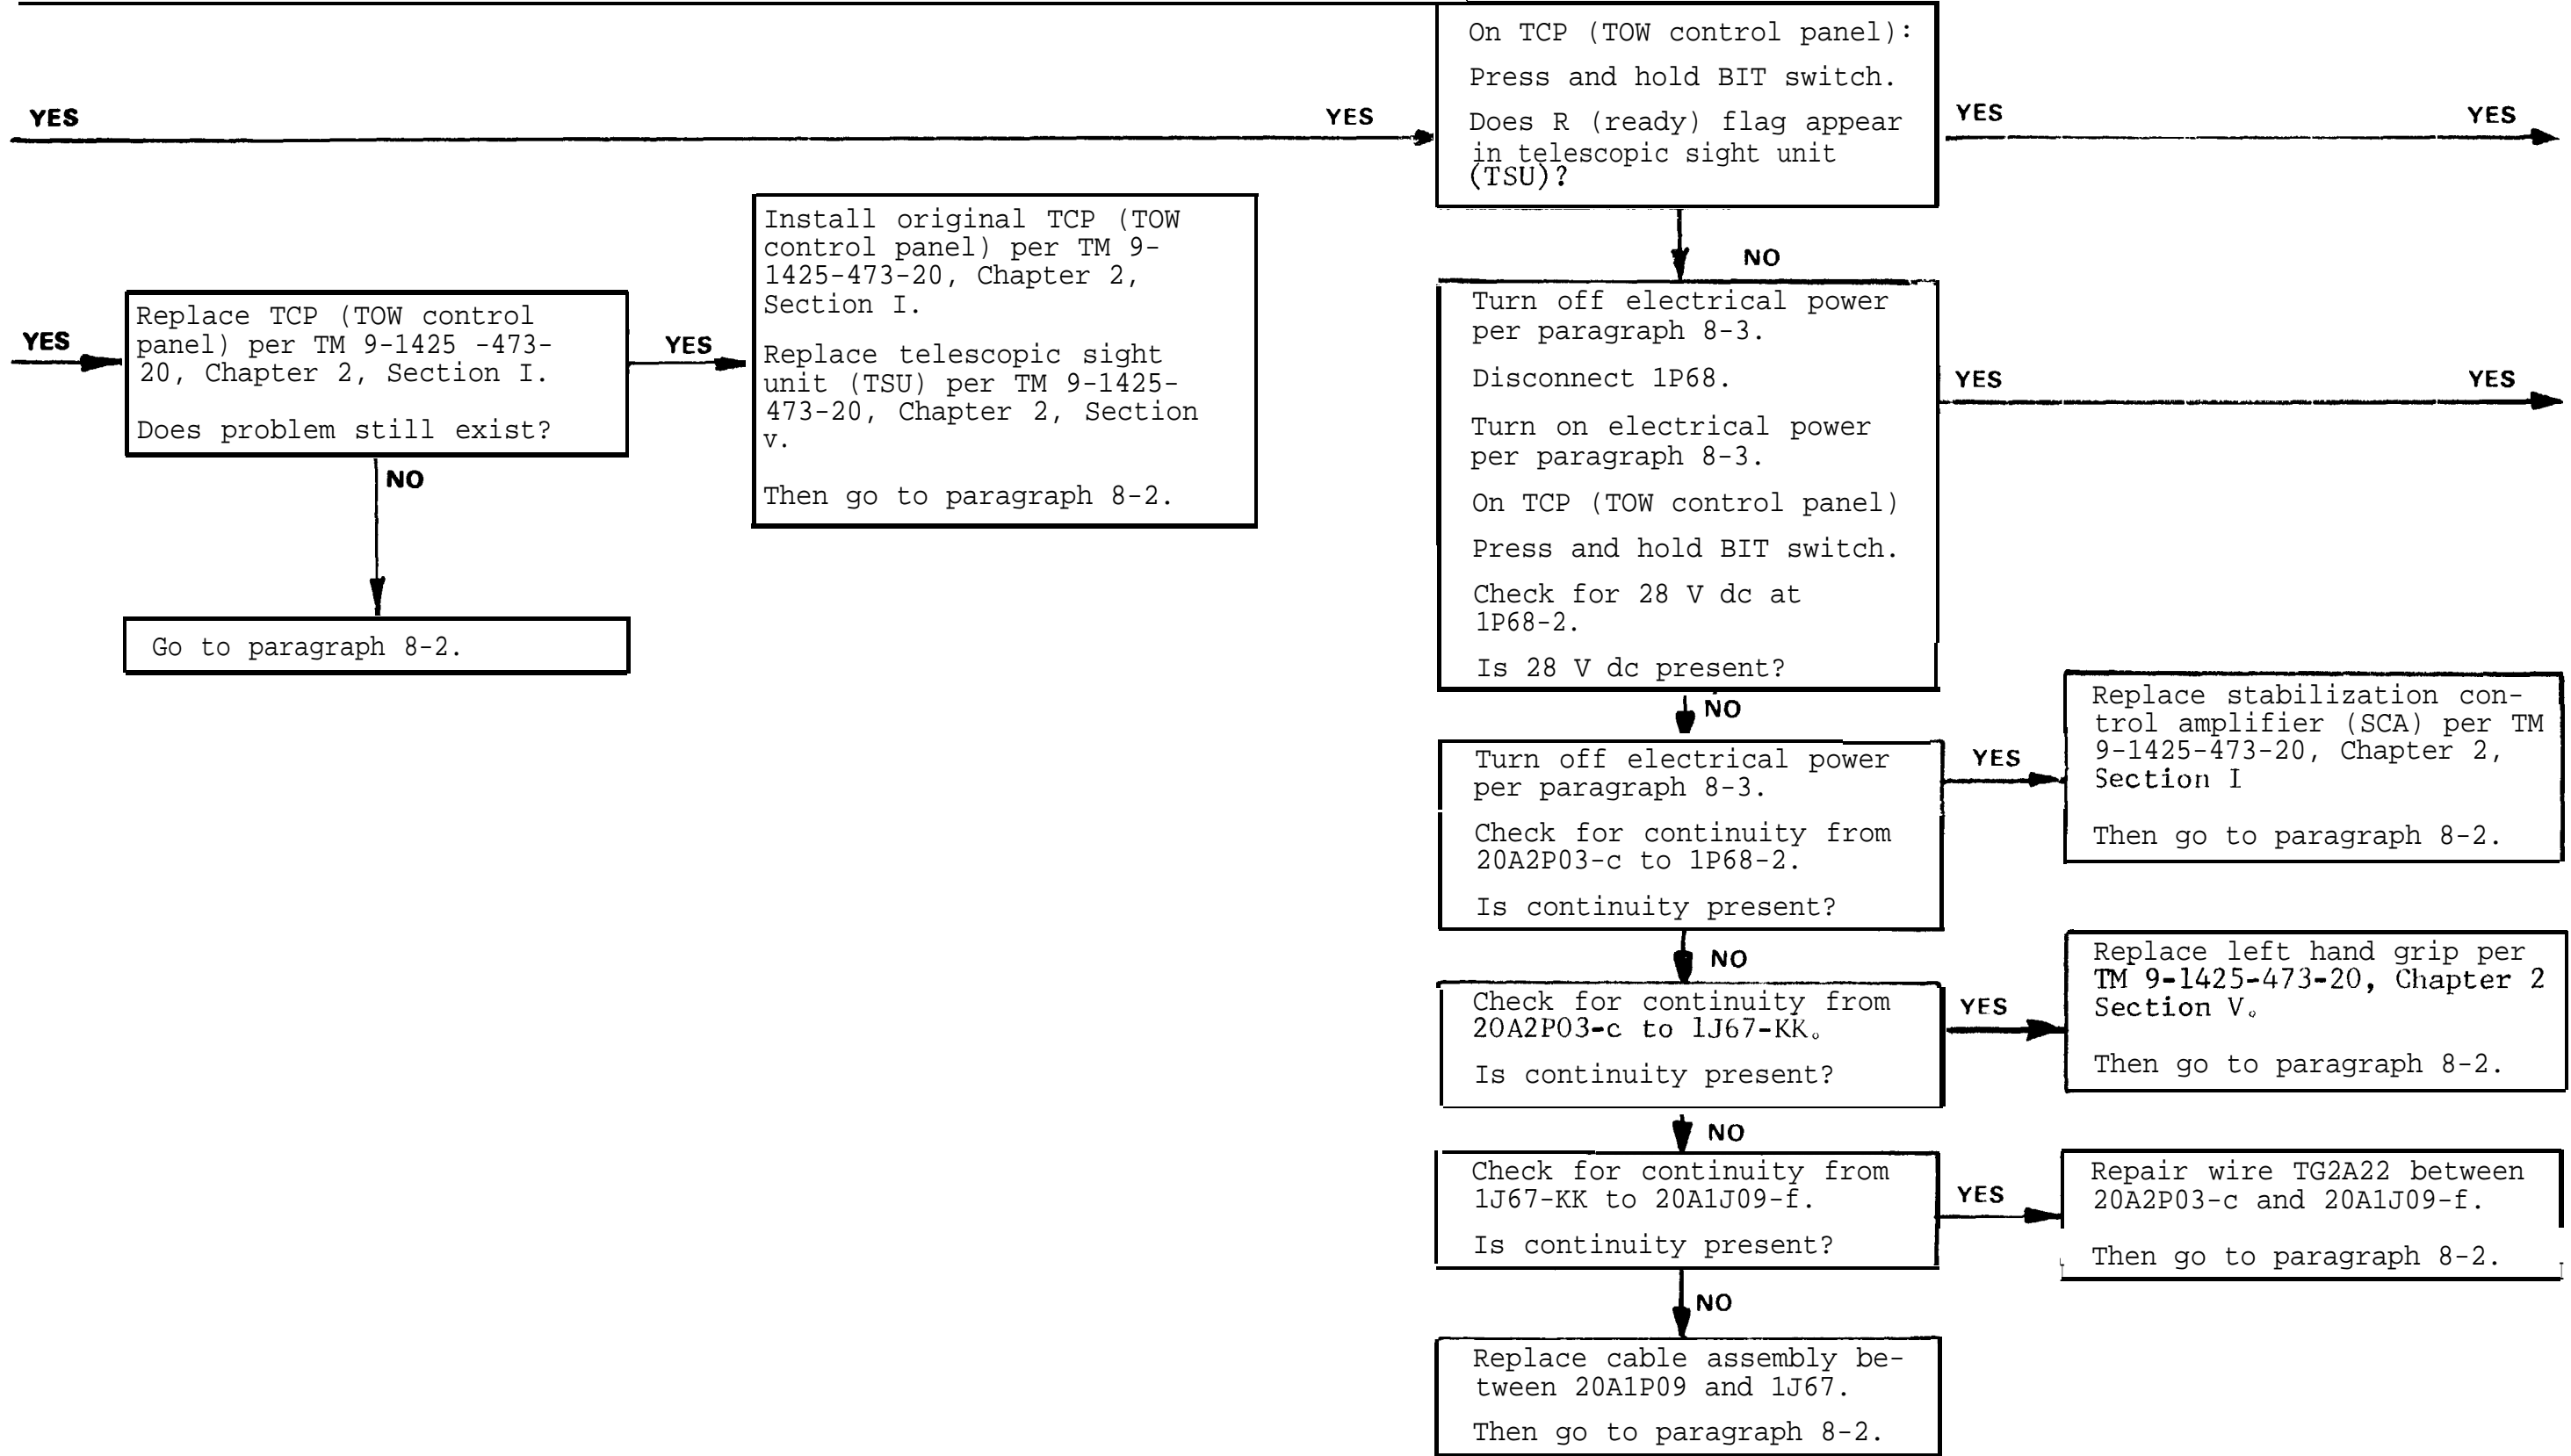 On TCP (TOW control panel):
Press and hold BIT switch.
Does R (ready) flag appear
in telescopic sight unit
(TSU)?
YES
YES
YES
YES
NO
Turn off electrical power
per paragraph 8-3.
Disconnect 1P68.
Turn on electrical power
per paragraph 8-3.
On TCP (TOW control panel)
Press and hold BIT switch.
Check for 28 V dc at
1P68-2.
Is 28 V dc present?
YES
YES
YES
Replace TCP (TOW control
panel) per TM 9-1425 -473-
20, Chapter 2, Section I.
Does problem still exist?
YES
Install original TCP (TOW
control panel) per TM 9-
1425-473-20, Chapter 2,
Section I.
Replace telescopic sight
unit (TSU) per TM 9-1425-
473-20, Chapter 2, Section
v.
Then go to paragraph 8-2.
NO
Go to paragraph 8-2.
NO
Turn off electrical power
per paragraph 8-3.
Check for continuity from
20A2P03-c to 1P68-2.
Is continuity present?
YES
Replace stabilization con-
trol amplifier (SCA) per TM
9-1425-473-20, Chapter 2,
Section I
Then go to paragraph 8-2.
NO
Check for continuity from
20A2P03-c to 1J67-KK.
Is continuity present?
YES
Replace left hand grip per
TM 9-1425-473-20, Chapter 2
Section V.
Then go to paragraph 8-2.
NO
Check for continuity from
1J67-KK to 20A1J09-f.
Is continuity present?
YES
Repair wire TG2A22 between
20A2P03-c and 20A1J09-f.
Then go to paragraph 8-2.
NO
Replace cable assembly be-
tween 20A1P09 and 1J67.
Then go to paragraph 8-2.